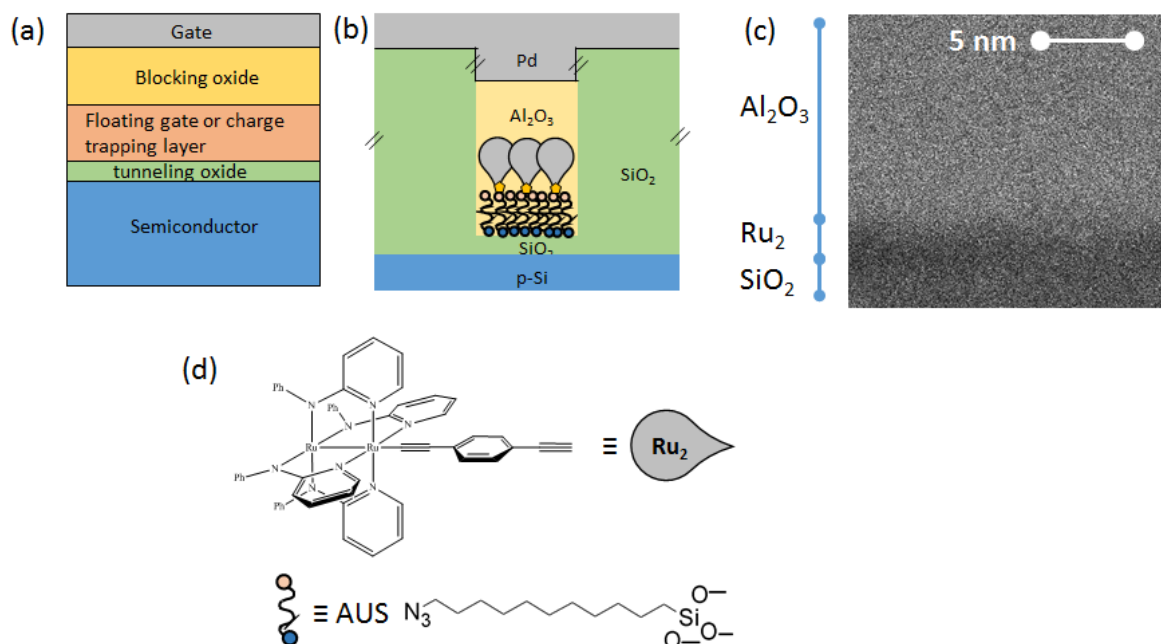 (a)
Gate
Blocking oxide
Floating gate or charge
trapping layer
tunneling oxide
Semiconductor
(b)
Pd
Al₂O₃
SiO₂
SiO₂
p-Si
(c)
5 nm
Al₂O₃
Ru₂
SiO₂
(d)
Ph
N
Ph
N
N
N
Ru
Ru
Ph
N
N
Ph
N
N
≡
Ru₂
≡ AUS
N₃
Si
O
O
O